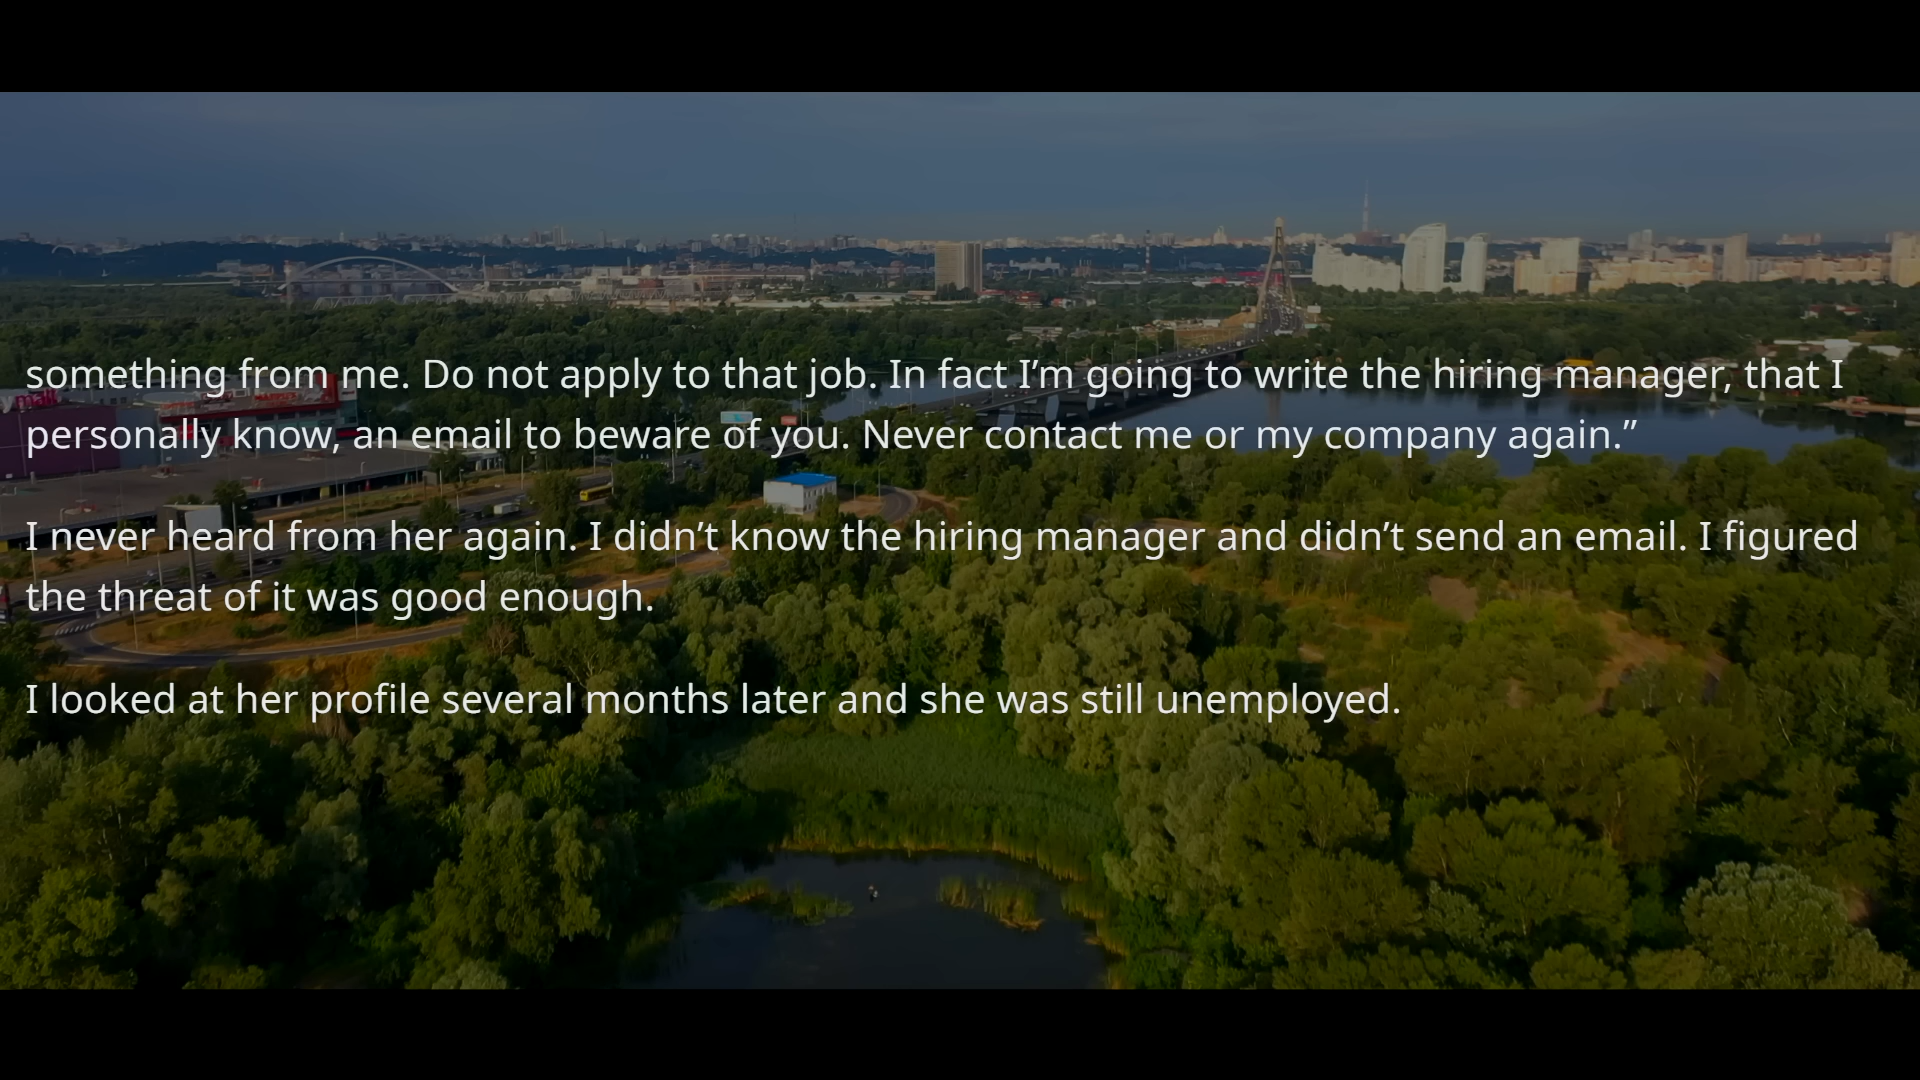 something from me. Do not apply to that job. In fact I’m going to write the hiring manager, that I
personally know, an email to beware of you. Never contact me or my company again.”
I never heard from her again. I didn’t know the hiring manager and didn’t send an email. I figured
the threat of it was good enough.
I looked at her profile several months later and she was still unemployed.